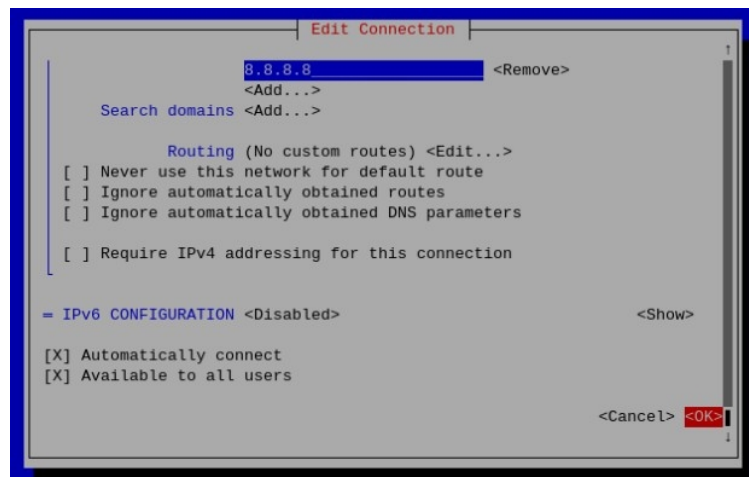 Edit Connection
8.8.8.8 <Remove>
<Add...>
Search domains <Add...>
Routing (No custom routes) <Edit...>
[ ] Never use this network for default route
[ ] Ignore automatically obtained routes
[ ] Ignore automatically obtained DNS parameters
[ ] Require IPv4 addressing for this connection
= IPv6 CONFIGURATION <Disabled> <Show>
[X] Automatically connect
[X] Available to all users
<Cancel> <OK>